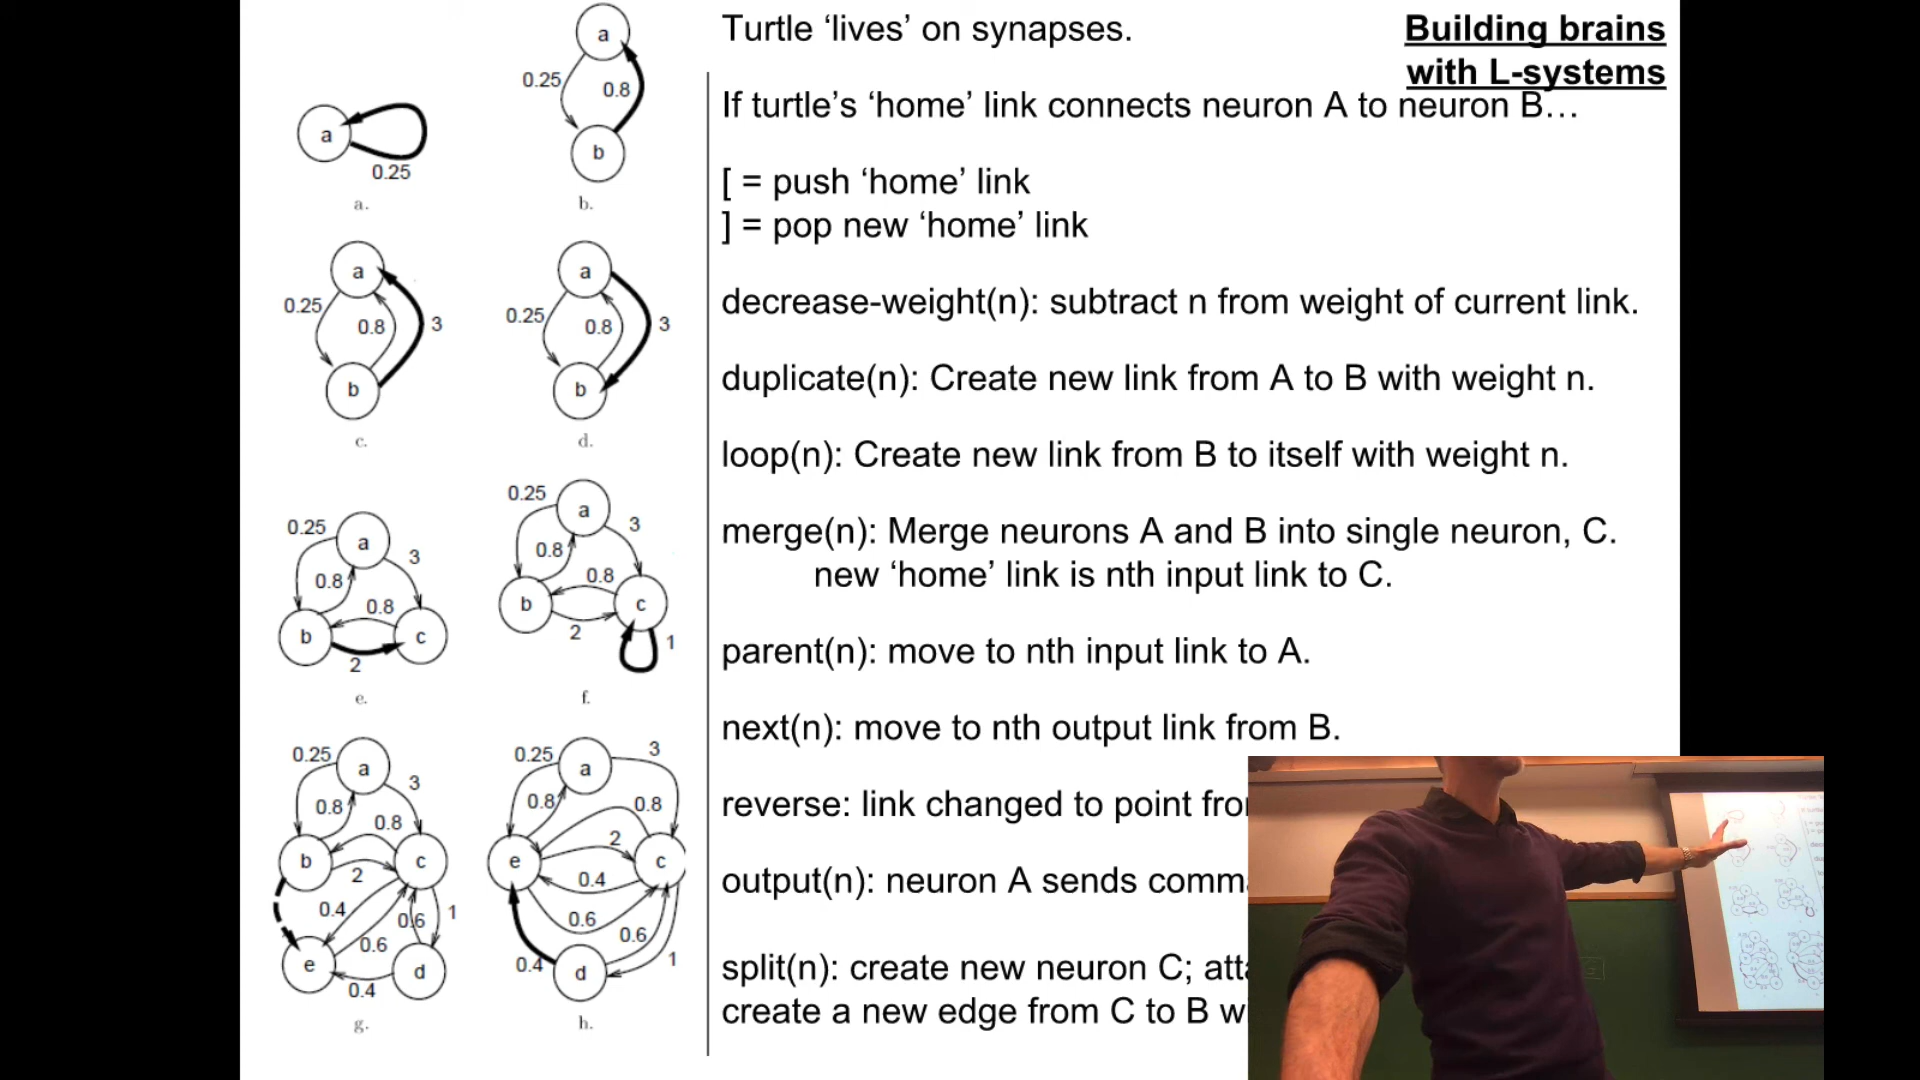 Building brains
with L-systems
Turtle ‘lives’ on synapses.
If turtle’s ‘home’ link connects neuron A to neuron B…
[ = push ‘home’ link
] = pop new ‘home’ link
decrease-weight(n): subtract n from weight of current link.
duplicate(n): Create new link from A to B with weight n.
loop(n): Create new link from B to itself with weight n.
merge(n): Merge neurons A and B into single neuron, C.
new ‘home’ link is nth input link to C.
parent(n): move to nth input link to A.
next(n): move to nth output link from B.
reverse: link changed to point
output(n): neuron A sends
split(n): create new neuron C;
create a new edge from C to B
a
0.25
a.
a
0.25
0.8
b
b.
a
0.25
0.8
3
b
c.
a
0.25
0.8
3
b
d.
0.25
a
3
0.8
0.8
b
c
2
e.
0.25
a
3
0.8
0.8
b
c
2
1
f.
0.25
a
3
0.8
0.8
b
c
2
0.4
0.6
1
0.6
e
d
0.4
g.
0.25
a
3
0.8
0.8
2
e
c
0.4
0.6
0.6
0.4
d
1
h.